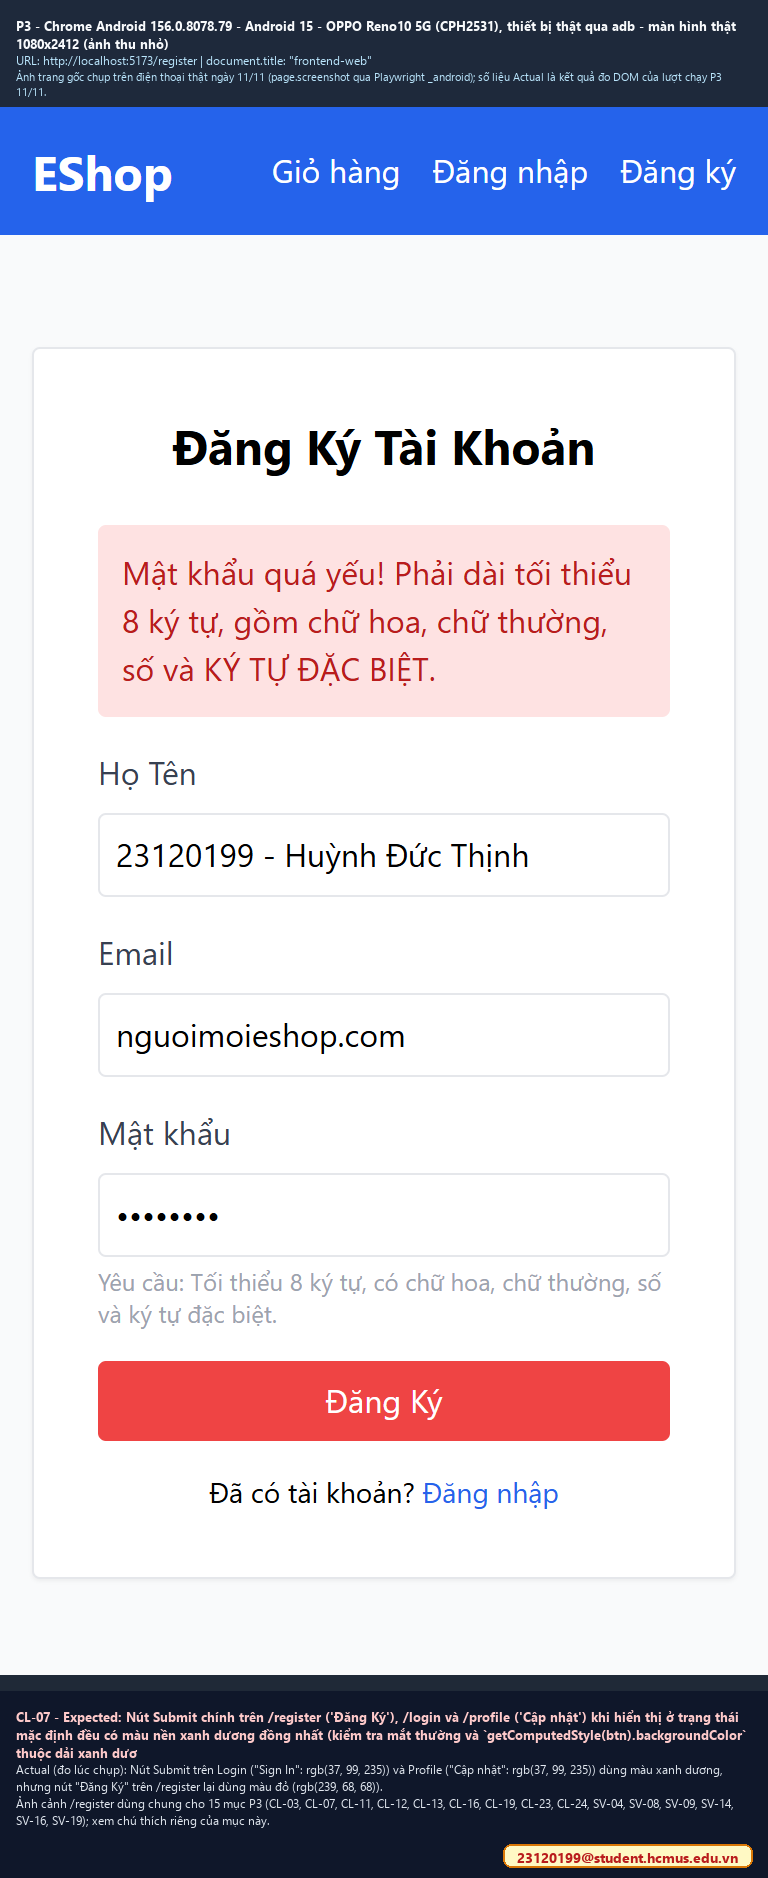 P3 - Chrome Android 156.0.8078.79 - Android 15 - OPPO Reno10 5G (CPH2531), thiết bị thật qua adb - màn hình thật
1080x2412 (ảnh thu nhỏ)
URL: http://localhost:5173/register | document.title: "frontend-web"
Ảnh trang gốc chụp trên điện thoại thật ngày 11/11 (page.screenshot qua Playwright _android); số liệu Actual là kết quả đo DOM của lượt chạy P3
11/11.
EShop
Giỏ hàng Đăng nhập Đăng ký
Đăng Ký Tài Khoản
Mật khẩu quá yếu! Phải dài tối thiểu
8 ký tự, gồm chữ hoa, chữ thường,
số và KÝ TỰ ĐẶC BIỆT.
Họ Tên
23120199 - Huỳnh Đức Thịnh
Email
nguoimoieshop.com
Mật khẩu
••••••••
Yêu cầu: Tối thiểu 8 ký tự, có chữ hoa, chữ thường, số
và ký tự đặc biệt.
Đăng Ký
Đã có tài khoản? Đăng nhập
CL-07 - Expected: Nút Submit chính trên /register ('Đăng Ký'), /login và /profile ('Cập nhật') khi hiển thị ở trạng thái
mặc định đều có màu nền xanh dương đồng nhất (kiểm tra mắt thường và `getComputedStyle(btn).backgroundColor`
thuộc dải xanh dươ
Actual (đo lúc chụp): Nút Submit trên Login ("Sign In": rgb(37, 99, 235)) và Profile ("Cập nhật": rgb(37, 99, 235)) dùng màu xanh dương,
nhưng nút "Đăng Ký" trên /register lại dùng màu đỏ (rgb(239, 68, 68)).
Ảnh cảnh /register dùng chung cho 15 mục P3 (CL-03, CL-07, CL-11, CL-12, CL-13, CL-16, CL-19, CL-23, CL-24, SV-04, SV-08, SV-09, SV-14,
SV-16, SV-19); xem chú thích riêng của mục này.
23120199@student.hcmus.edu.vn